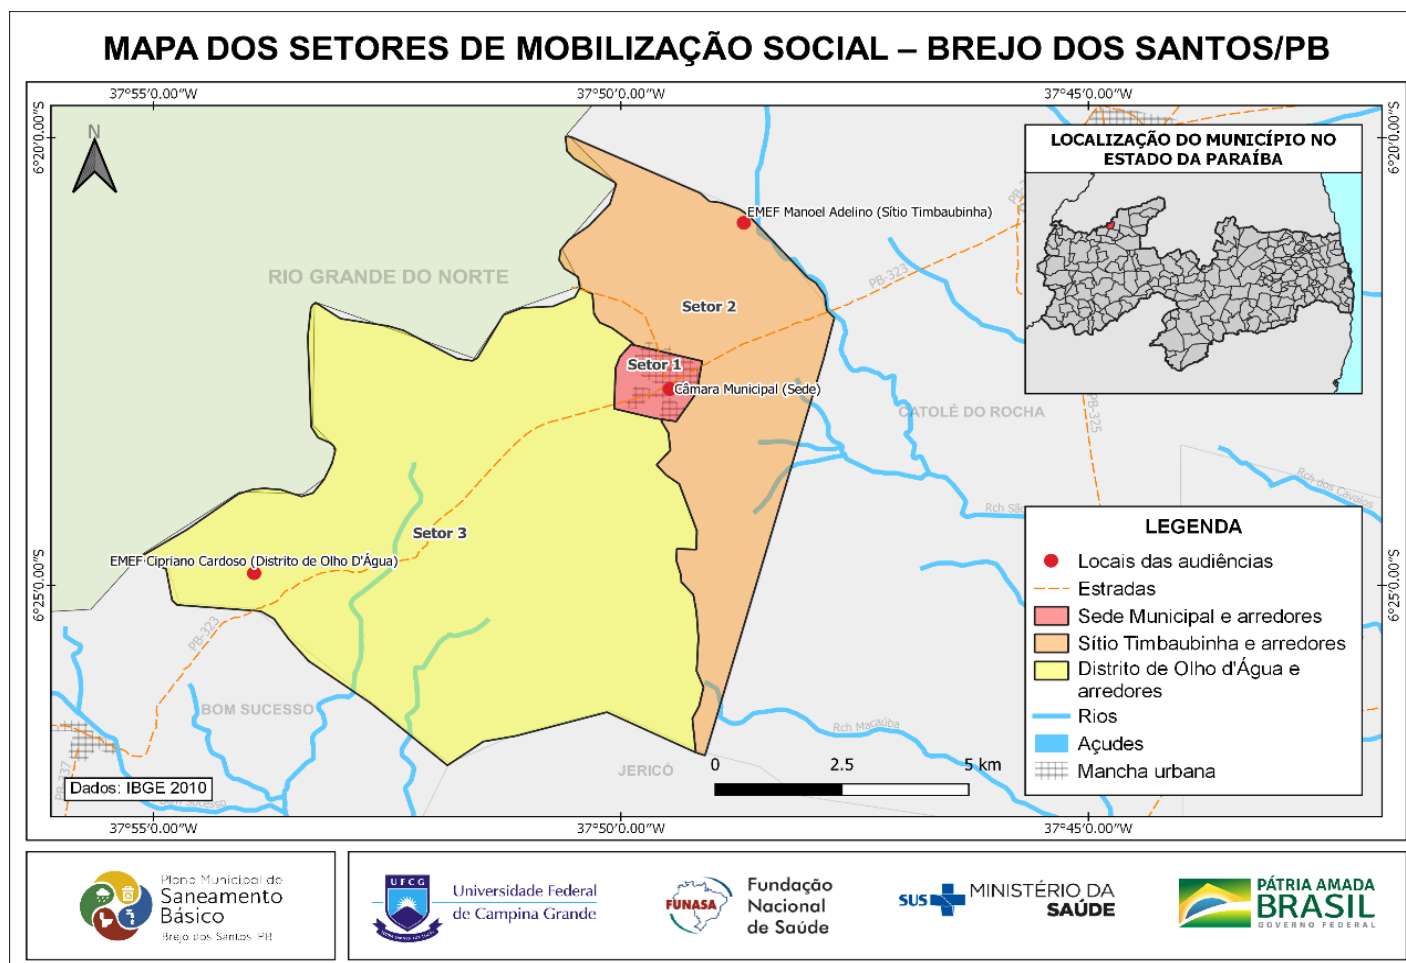 MAPA DOS SETORES DE MOBILIZAÇÃO SOCIAL – BREJO DOS SANTOS/PB
37°55'0.00"W
37°50'0.00"W
37°45'0.00"W
6°20'0.00"S
6°20'0.00"S
N
LOCALIZAÇÃO DO MUNICÍPIO NO
ESTADO DA PARAÍBA
EMEF Manoel Adelino (Sítio Timbaubinha)
RIO GRANDE DO NORTE
PB-323
Setor 2
Setor 1
Câmara Municipal (Sede)
CATOLÉ DO ROCHA
PB-325
Rch dos Cavalos
Rch São
Setor 3
EMEF Cipriano Cardoso (Distrito de Olho D'Água)
6°25'0.00"S
6°25'0.00"S
PB-323
BOM SUCESSO
Rch Macaúba
JERICÓ
LEGENDA
Locais das audiências
Estradas
Sede Municipal e arredores
Sítio Timbaubinha e arredores
Distrito de Olho d'Água e
arredores
Rios
Açudes
Mancha urbana
0 2.5 5 km
Dados: IBGE 2010
37°55'0.00"W
37°50'0.00"W
37°45'0.00"W
Plano Municipal de
Saneamento
Básico
Brejo dos Santos, PB
UFCG
Universidade Federal
de Campina Grande
FUNASA
Fundação
Nacional
de Saúde
SUS
MINISTÉRIO DA
SAÚDE
PÁTRIA AMADA
BRASIL
GOVERNO FEDERAL